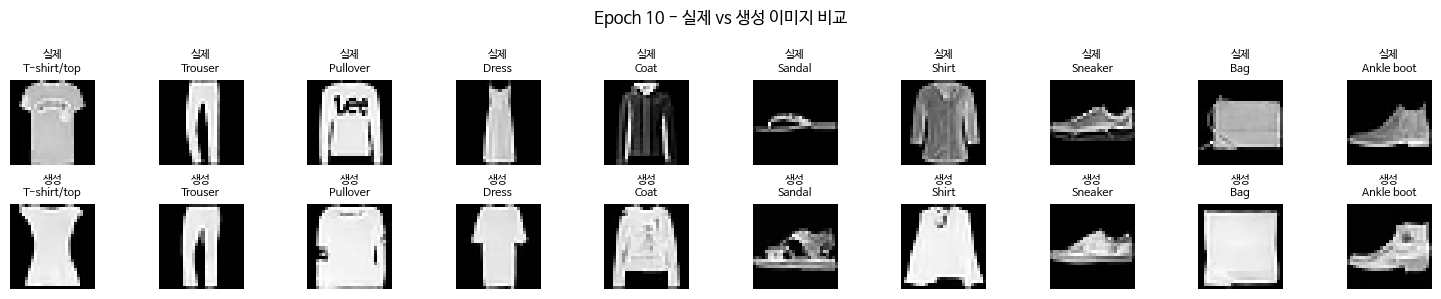 Epoch 10 - 실제 vs 생성 이미지 비교
실제 실제 실제 실제 실제 실제 실제 실제 실제 실제
T-shirt/top Trouser Pullover Dress Coat Sandal Shirt Sneaker Bag Ankle boot
Lee
생성 생성 생성 생성 생성 생성 생성 생성 생성 생성
T-shirt/top Trouser Pullover Dress Coat Sandal Shirt Sneaker Bag Ankle boot